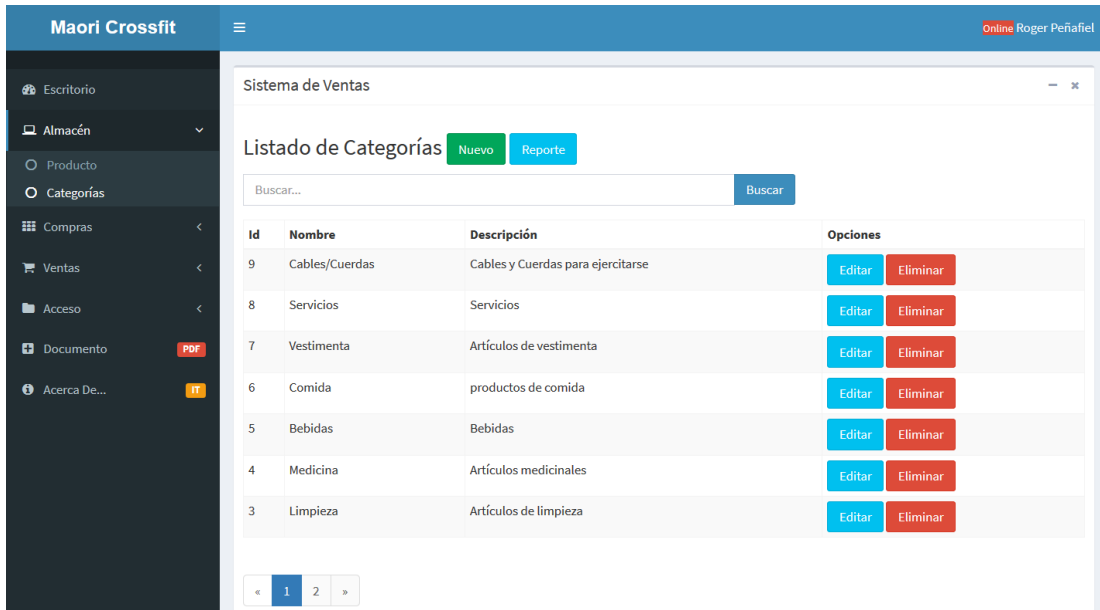 Maori Crossfit
Online Roger Peñafiel
Escritorio
Almacén
Producto
Categorías
Compras
Ventas
Acceso
Documento PDF
Acerca De... IT
Sistema de Ventas
Listado de Categorías Nuevo Reporte
Buscar... Buscar
Id Nombre Descripción Opciones
9 Cables/Cuerdas Cables y Cuerdas para ejercitarse Editar Eliminar
8 Servicios Servicios Editar Eliminar
7 Vestimenta Artículos de vestimenta Editar Eliminar
6 Comida productos de comida Editar Eliminar
5 Bebidas Bebidas Editar Eliminar
4 Medicina Artículos medicinales Editar Eliminar
3 Limpieza Artículos de limpieza Editar Eliminar
« 1 2 »